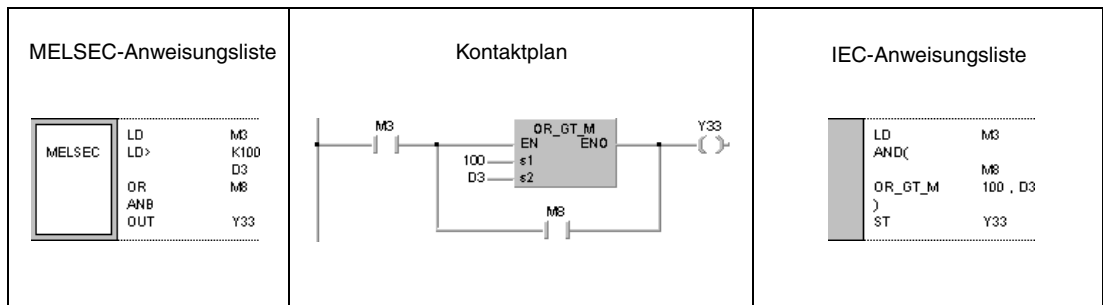 MELSEC-Anweisungsliste
MELSEC
LD M3
LD> K100
D3
OR M8
ANB
OUT Y33
Kontaktplan
M3
OR_GT_M
Y33
EN ENO
100 s1
D3 s2
M8
IEC-Anweisungsliste
LD M3
AND(
M8
OR_GT_M 100 , D3
)
ST Y33